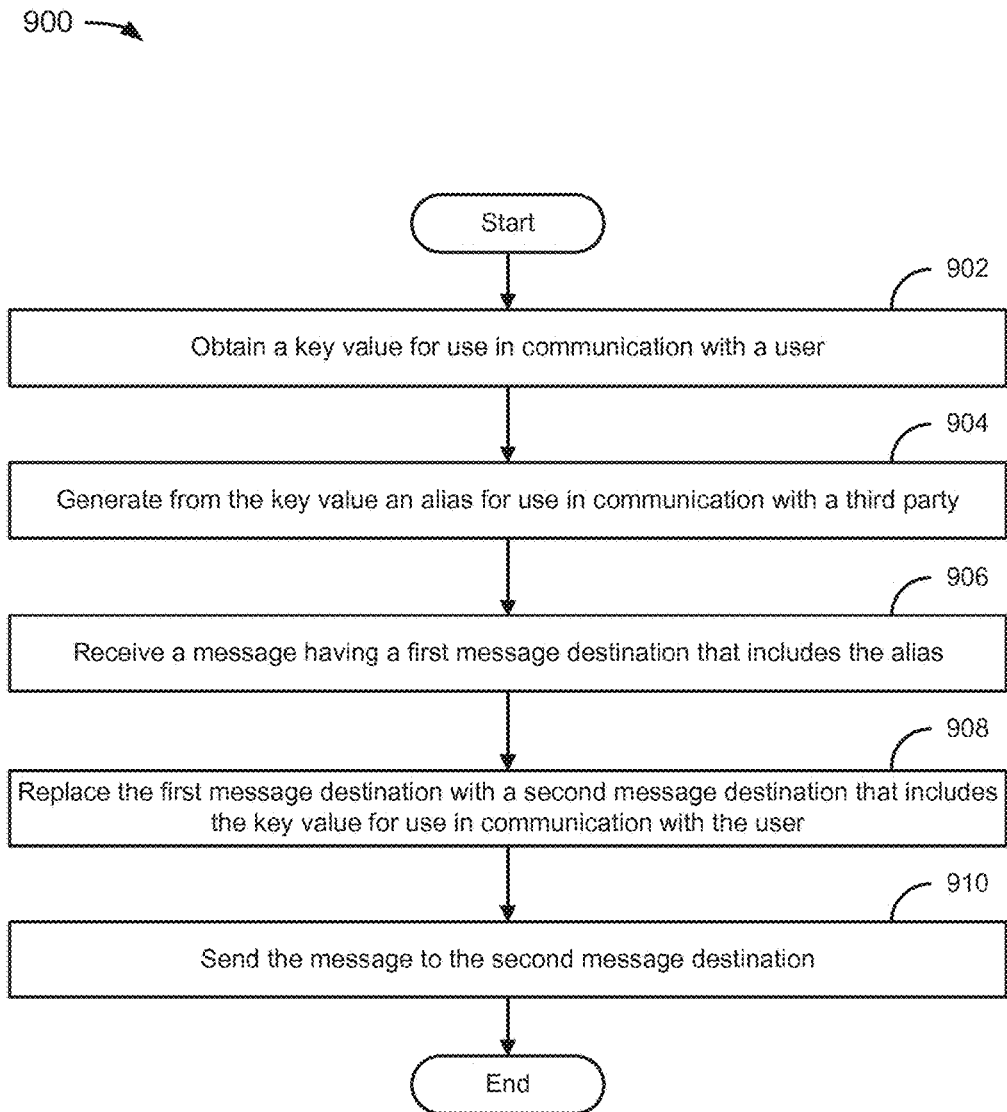 900
Start
902
Obtain a key value for use in communication with a user
904
Generate from the key value an alias for use in communication with a third party
906
Receive a message having a first message destination that includes the alias
908
Replace the first message destination with a second message destination that includes
the key value for use in communication with the user
910
Send the message to the second message destination
End